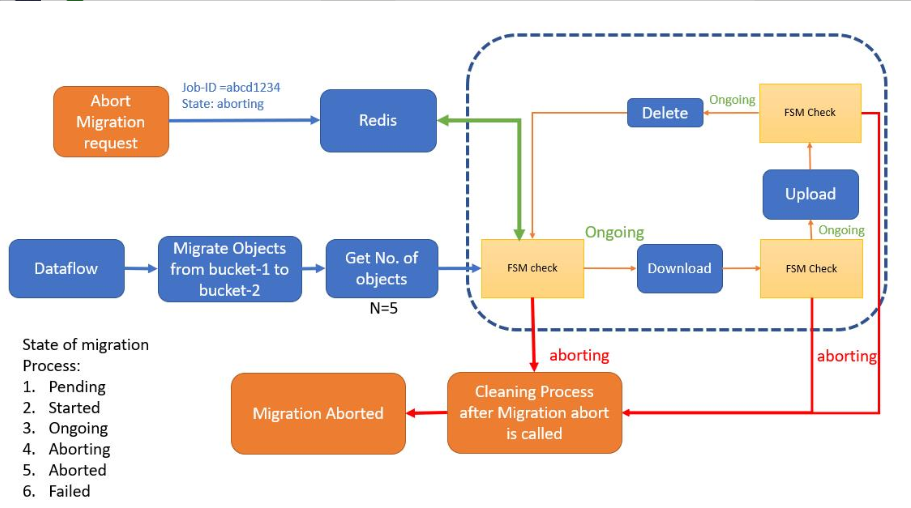 Abort
Migration
request
Job-ID =abcd1234
State: aborting
Redis
Delete
Ongoing
FSM Check
Upload
Ongoing
Dataflow
Migrate Objects
from bucket-1 to
bucket-2
Get No. of
objects
N=5
FSM check
Ongoing
Download
FSM Check
aborting
aborting
State of migration
Process:
1. Pending
2. Started
3. Ongoing
4. Aborting
5. Aborted
6. Failed
Migration Aborted
Cleaning Process
after Migration abort
is called